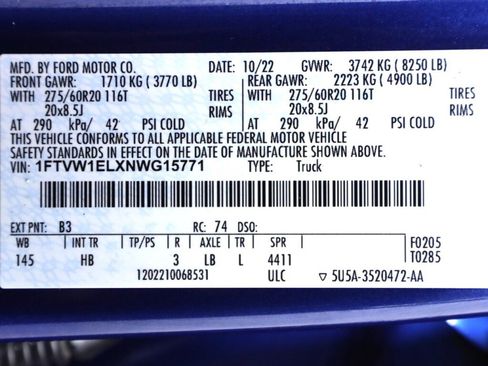 MFD. BY FORD MOTOR CO. DATE: 10/22 GVWR: 3742 KG ( 8250 LB)
FRONT GAWR: 1710 KG ( 3770 LB) REAR GAWR: 2223 KG ( 4900 LB)
WITH 275/60R20 116T TIRES WITH 275/60R20 116T TIRES
20x8.5J RIMS 20x8.5J RIMS
AT 290 kPa/ 42 PSI COLD AT 290 kPa/ 42 PSI COLD
THIS VEHICLE CONFORMS TO ALL APPLICABLE FEDERAL MOTOR VEHICLE
SAFETY STANDARDS IN EFFECT ON THE DATE OF MANUFACTURE SHOWN ABOVE.
VIN: 1FTVW1ELXNWG15771 TYPE: Truck
EXT PNT: B3 RC: 74 DSO:
WB INT TR TP/PS R AXLE TR SPR F0205
145 HB 3 LB L 4411 T0285
1202210068531 ULC ▽ 5U5A-3520472-AA